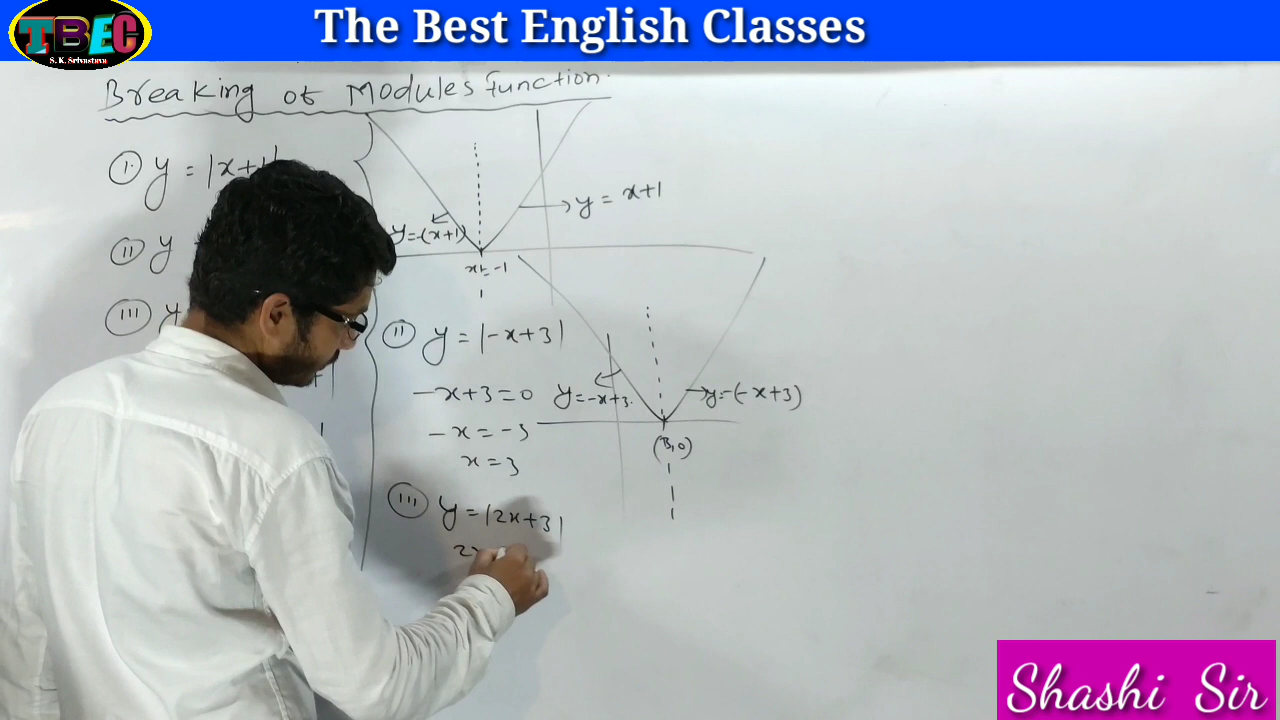 TBEC
S. K. Srivastava
The Best English Classes
Breaking of Modules Function.
I. y = |x+1|
II y
III y
y=-(x+1)
y = x+1
x=-1
II y = |-x+3|
-x+3=0
y=-x+3.
y=-(-x+3)
-x=-3
x=3
(3,0)
III y=|2x+3|
2x
Shashi Sir